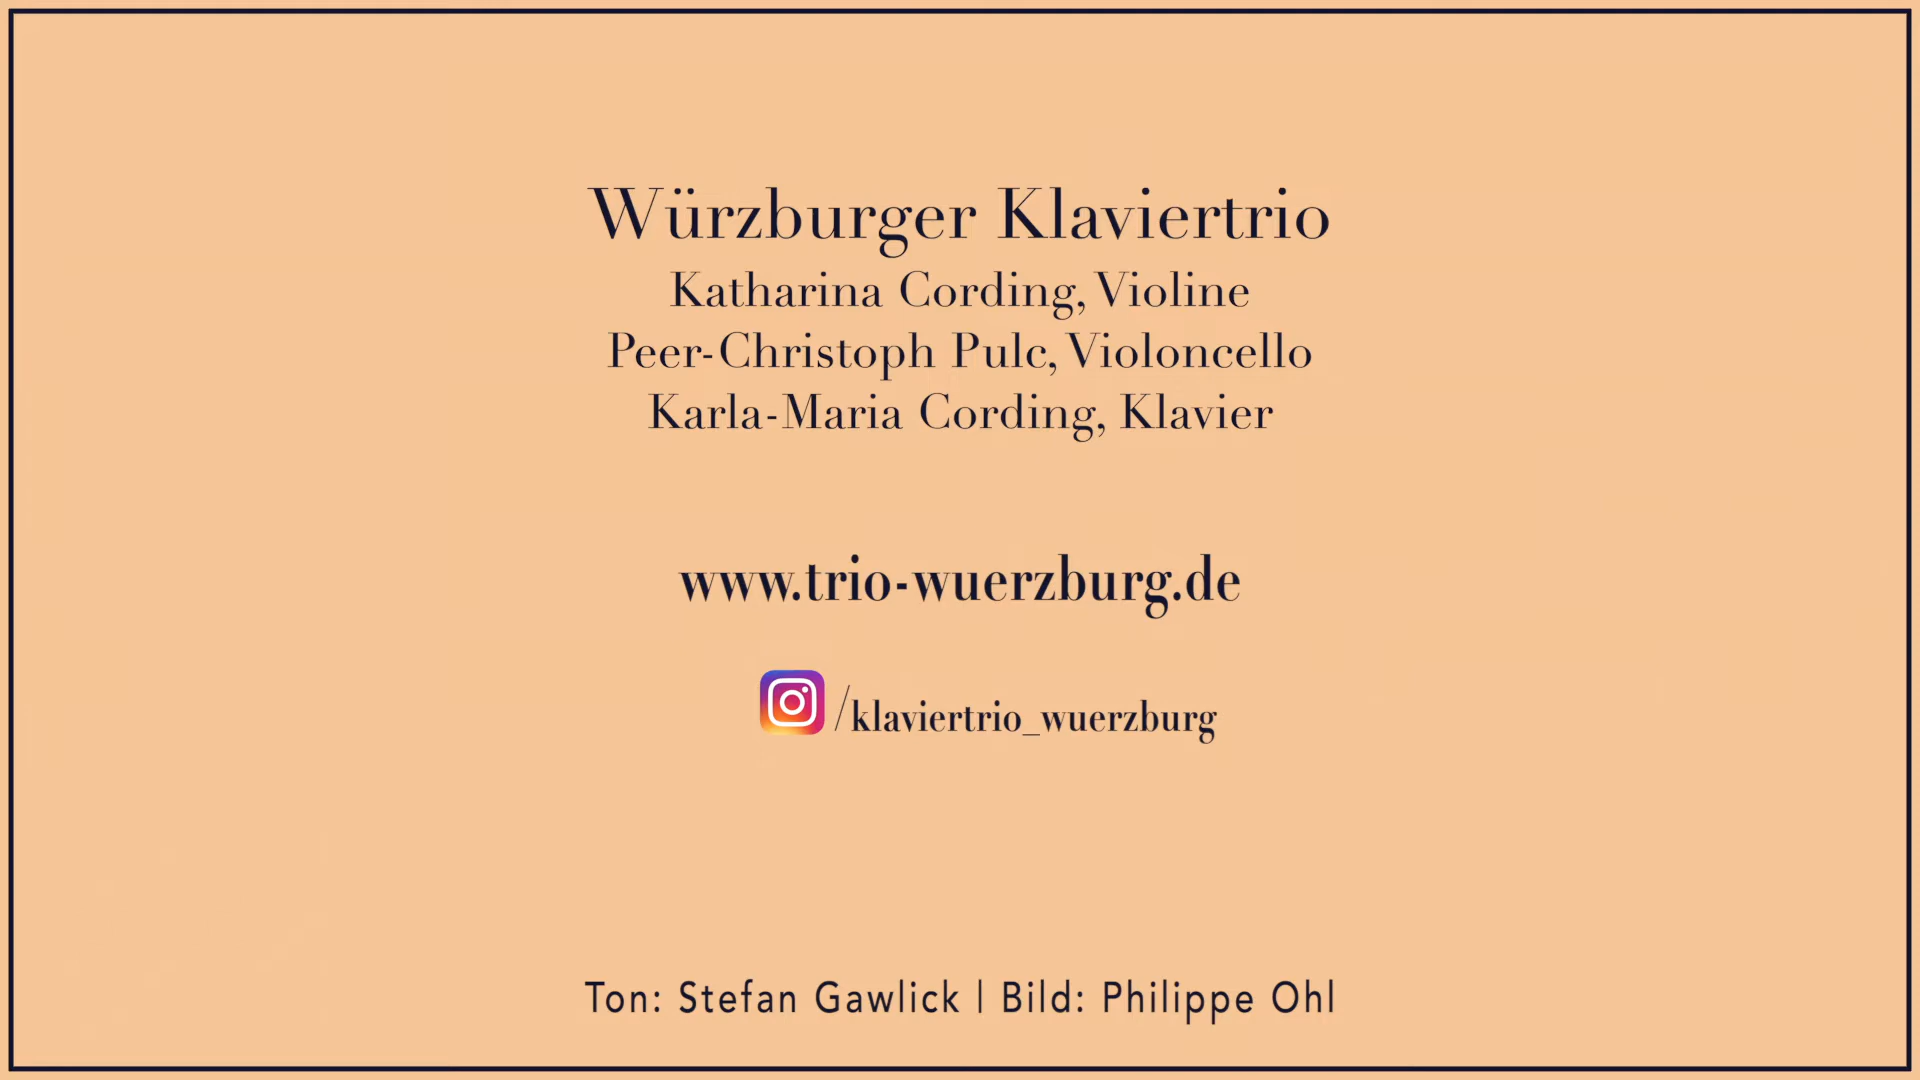 Würzburger Klaviertrio
Katharina Cording, Violine
Peer-Christoph Pulc, Violoncello
Karla-Maria Cording, Klavier
www.trio-wuerzburg.de
/klaviertrio_wuerzburg
Ton: Stefan Gawlick | Bild: Philippe Ohl